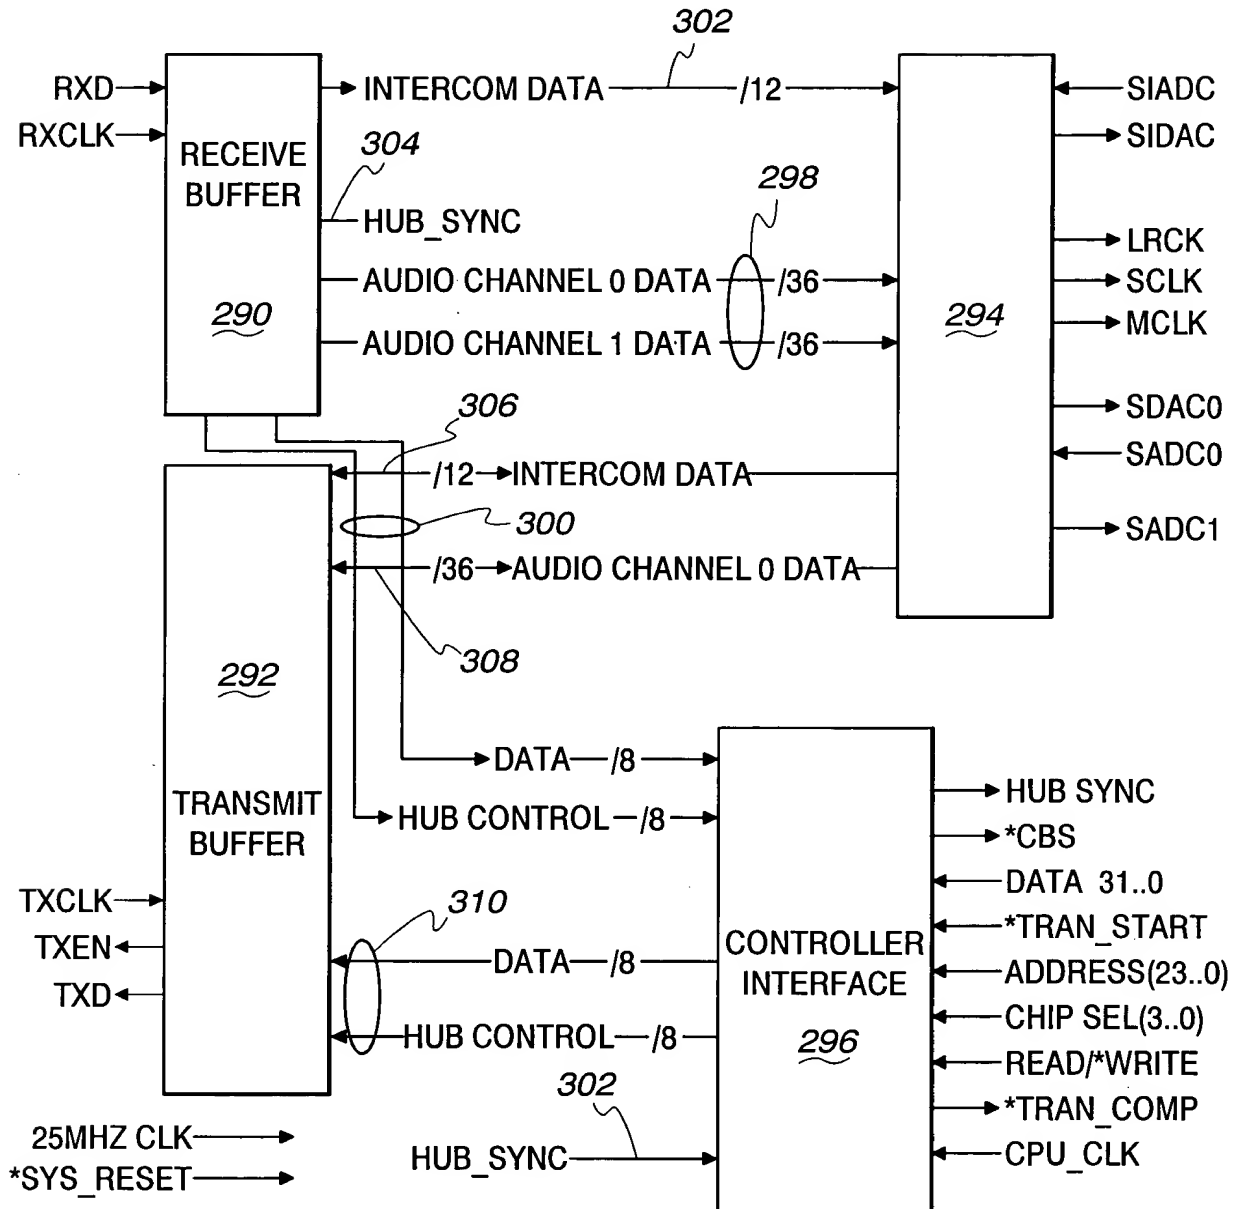 302
RXD
INTERCOM DATA
/12
SIADC
RXCLK
SIDAC
RECEIVE
BUFFER
304
298
HUB_SYNC
LRCK
AUDIO CHANNEL 0 DATA
/36
SCLK
290
294
MCLK
AUDIO CHANNEL 1 DATA
/36
306
SDAC0
SADC0
/12
INTERCOM DATA
300
SADC1
/36
AUDIO CHANNEL 0 DATA
308
292
DATA
/8
HUB SYNC
TRANSMIT
BUFFER
HUB CONTROL
/8
*CBS
DATA 31..0
TXCLK
310
*TRAN_START
TXEN
CONTROLLER
INTERFACE
DATA
/8
ADDRESS(23..0)
TXD
CHIP SEL(3..0)
HUB CONTROL
/8
296
READ/*WRITE
302
*TRAN_COMP
25MHZ CLK
HUB_SYNC
CPU_CLK
*SYS_RESET